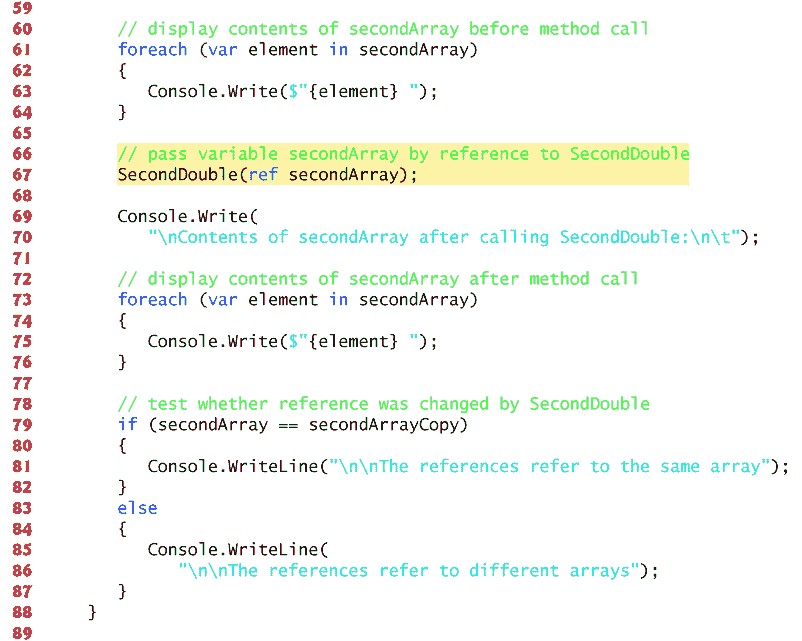 59
60 // display contents of secondArray before method call
61 foreach (var element in secondArray)
62 {
63 Console.Write($"{element} ");
64 }
65
66 // pass variable secondArray by reference to SecondDouble
67 SecondDouble(ref secondArray);
68
69 Console.Write(
70 "\nContents of secondArray after calling SecondDouble:\n\t");
71
72 // display contents of secondArray after method call
73 foreach (var element in secondArray)
74 {
75 Console.Write($"{element} ");
76 }
77
78 // test whether reference was changed by SecondDouble
79 if (secondArray == secondArrayCopy)
80 {
81 Console.WriteLine("\n\nThe references refer to the same array");
82 }
83 else
84 {
85 Console.WriteLine(
86 "\n\nThe references refer to different arrays");
87 }
88 }
89